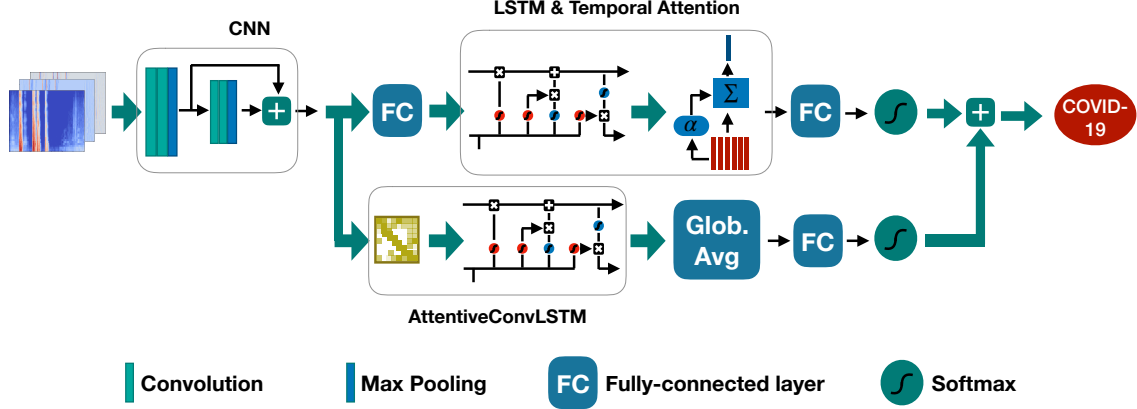 LSTM & Temporal Attention
CNN
FC
α
Σ
FC
COVID-
19
Glob.
Avg
FC
AttentiveConvLSTM
Convolution
Max Pooling
FC
Fully-connected layer
Softmax